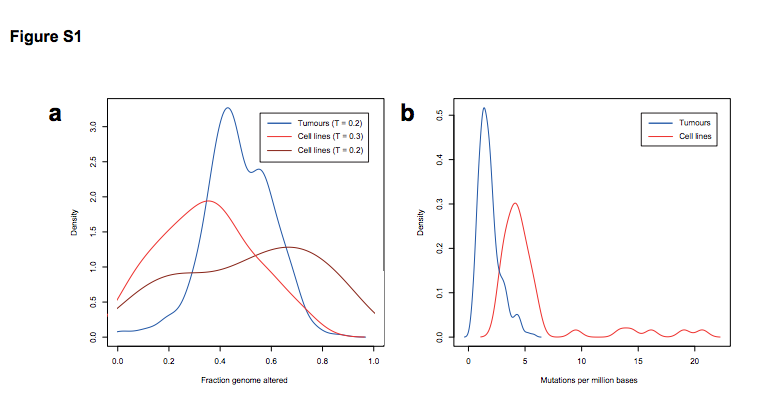 Figure S1
a
Tumours (T = 0.2)
Cell lines (T = 0.3)
Cell lines (T = 0.2)
Density
0.0
0.5
1.0
1.5
2.0
2.5
3.0
0.0 0.2 0.4 0.6 0.8 1.0
Fraction genome altered
b
Tumours
Cell lines
Density
0.0
0.1
0.2
0.3
0.4
0.5
0 5 10 15 20
Mutations per million bases